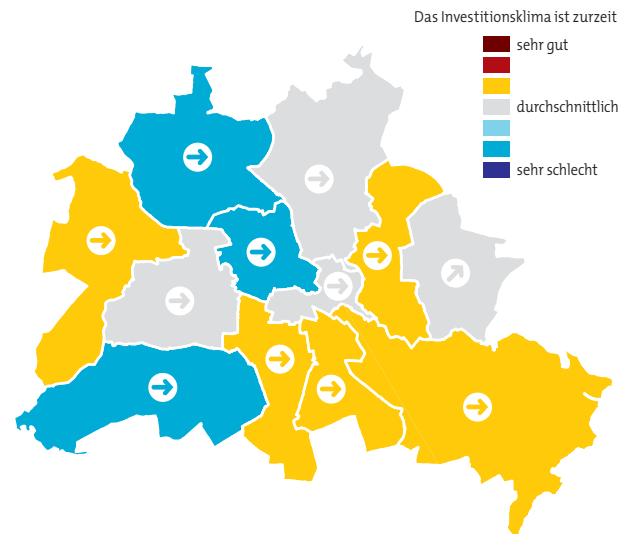 Das Investitionsklima ist zurzeit
sehr gut
durchschnittlich
sehr schlecht